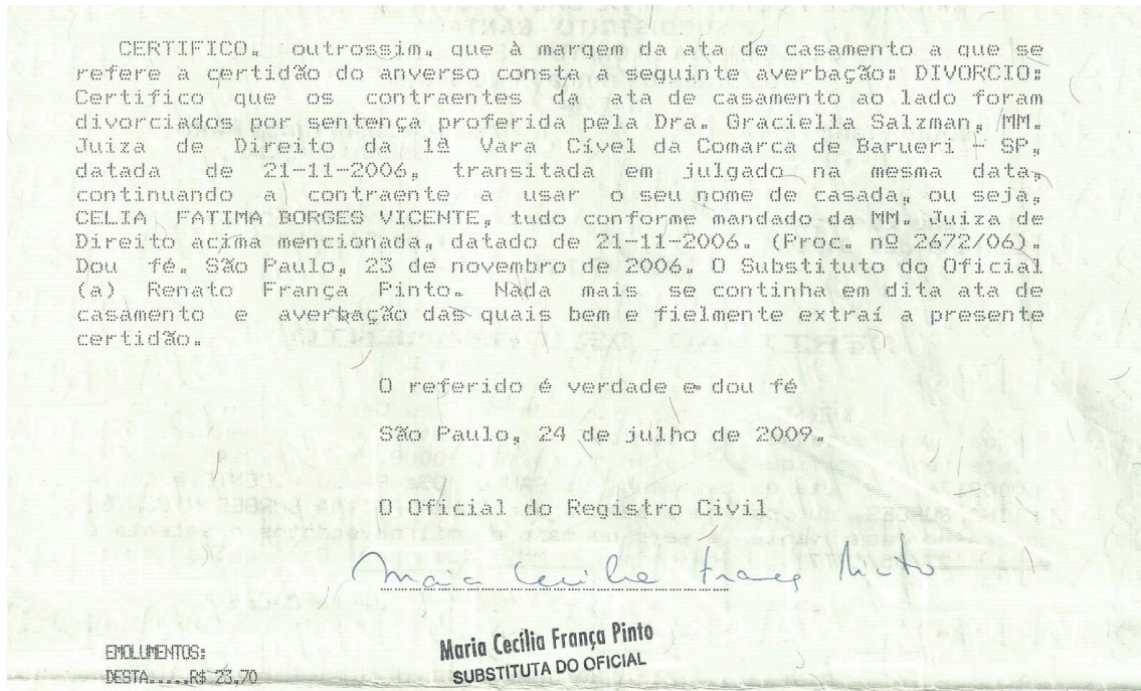 CERTIFICO, outrossim, que à margem da ata de casamento a que se
refere a certidão do anverso consta a seguinte averbação: DIVORCIO:
Certifico que os contraentes da ata de casamento ao lado foram
divorciados por sentença proferida pela Dra. Graciella Salzman, MM.
Juiza de Direito da 1ª Vara Cível da Comarca de Barueri - SP,
datada de 21-11-2006, transitada em julgado na mesma data,
continuando a contraente a usar o seu nome de casada, ou seja,
CELIA FATIMA BORGES VICENTE, tudo conforme mandado da MM. Juiza de
Direito acima mencionada, datado de 21-11-2006. (Proc. nº 2672/06).
Dou fé. São Paulo, 23 de novembro de 2006. O Substituto do Oficial
(a) Renato França Pinto. Nada mais se continha em dita ata de
casamento e averbação das quais bem e fielmente extraí a presente
certidão.
O referido é verdade e dou fé
São Paulo, 24 de julho de 2009.
O Oficial do Registro Civil
Maria Cecilia França Pinto
Maria Cecília França Pinto
SUBSTITUTA DO OFICIAL
EMOLUMENTOS:
DESTA.....R$ 23,70